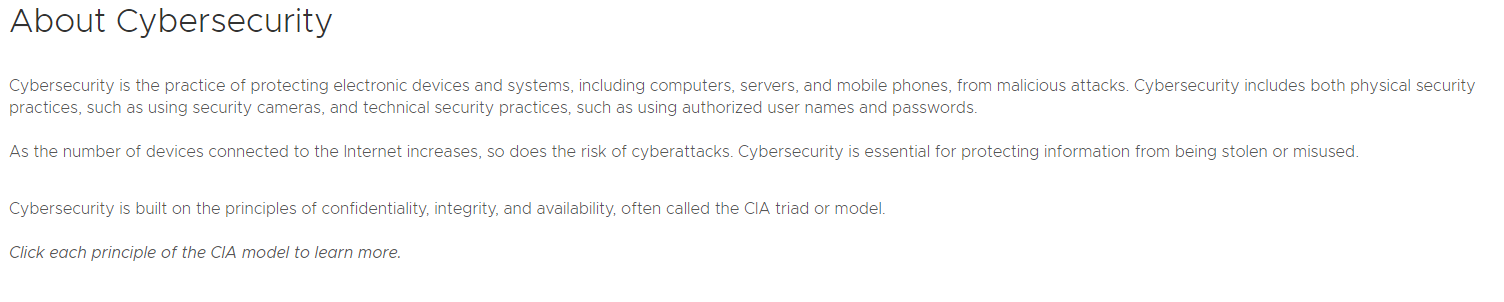 About Cybersecurity
Cybersecurity is the practice of protecting electronic devices and systems, including computers, servers, and mobile phones, from malicious attacks. Cybersecurity includes both physical security
practices, such as using security cameras, and technical security practices, such as using authorized user names and passwords.
As the number of devices connected to the Internet increases, so does the risk of cyberattacks. Cybersecurity is essential for protecting information from being stolen or misused.
Cybersecurity is built on the principles of confidentiality, integrity, and availability, often called the CIA triad or model.
Click each principle of the CIA model to learn more.